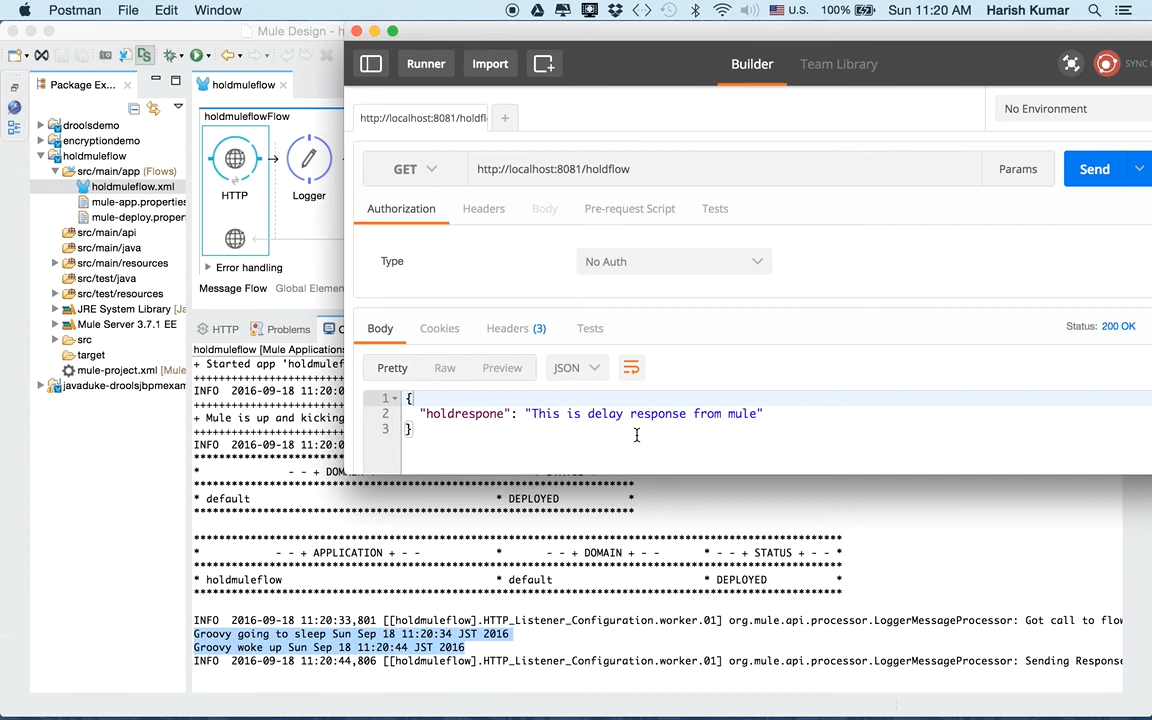 Postman File Edit Window U.S. 100% Sun 11:20 AM Harish Kumar
Mule Design - h
Runner Import Builder Team Library SYNC
Package Ex... holdmuleflow
http://localhost:8081/holdfl + No Environment
holdmuleflowFlow
droolsdemo
encryptiondemo
holdmuleflow
src/main/app (Flows)
holdmuleflow.xml
mule-app.properties
mule-deploy.proper
src/main/api
src/main/java
src/main/resources
src/test/java
src/test/resources
JRE System Library [Ja
Mule Server 3.7.1 EE
src
target
mule-project.xml [Mule
javaduke-droolsjbpmexam
HTTP Logger
Error handling
Message Flow Global Elemen
GET http://localhost:8081/holdflow Params Send
Authorization Headers Body Pre-request Script Tests
Type No Auth
Body Cookies Headers (3) Tests Status: 200 OK
Pretty Raw Preview JSON
1 {
2 "holdrespone": "This is delay response from mule"
3 }
HTTP Problems C
holdmuleflow [Mule Applications
+ Started app 'holdmulef
++++++++++++++++++++++
INFO 2016-09-18 11:20:0
++++++++++++++++++++++
+ Mule is up and kicking
++++++++++++++++++++++
INFO 2016-09-18 11:20:0
* - - + DOMAIN + - - * - - + STATUS + - - *
* default * DEPLOYED *
* - - + APPLICATION + - - * - - + DOMAIN + - - * - - + STATUS + - - *
* holdmuleflow * default * DEPLOYED *
INFO 2016-09-18 11:20:33,801 [[holdmuleflow].HTTP_Listener_Configuration.worker.01] org.mule.api.processor.LoggerMessageProcessor: Got call to flow
Groovy going to sleep Sun Sep 18 11:20:34 JST 2016
Groovy woke up Sun Sep 18 11:20:44 JST 2016
INFO 2016-09-18 11:20:44,806 [[holdmuleflow].HTTP_Listener_Configuration.worker.01] org.mule.api.processor.LoggerMessageProcessor: Sending Response